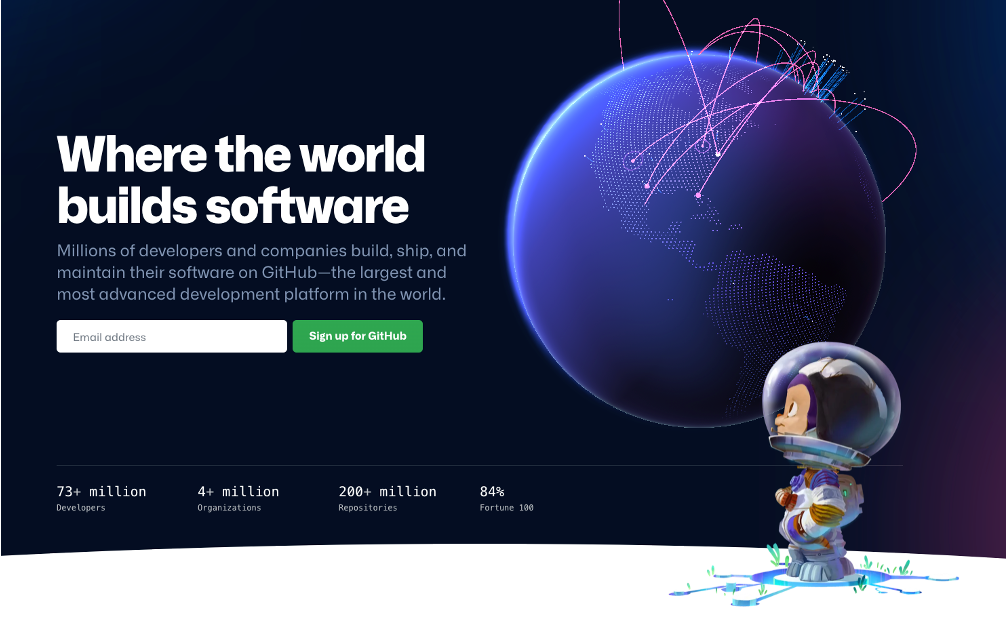 Where the world
builds software
Millions of developers and companies build, ship, and
maintain their software on GitHub—the largest and
most advanced development platform in the world.
Email address
Sign up for GitHub
73+ million
Developers
4+ million
Organizations
200+ million
Repositories
84%
Fortune 100